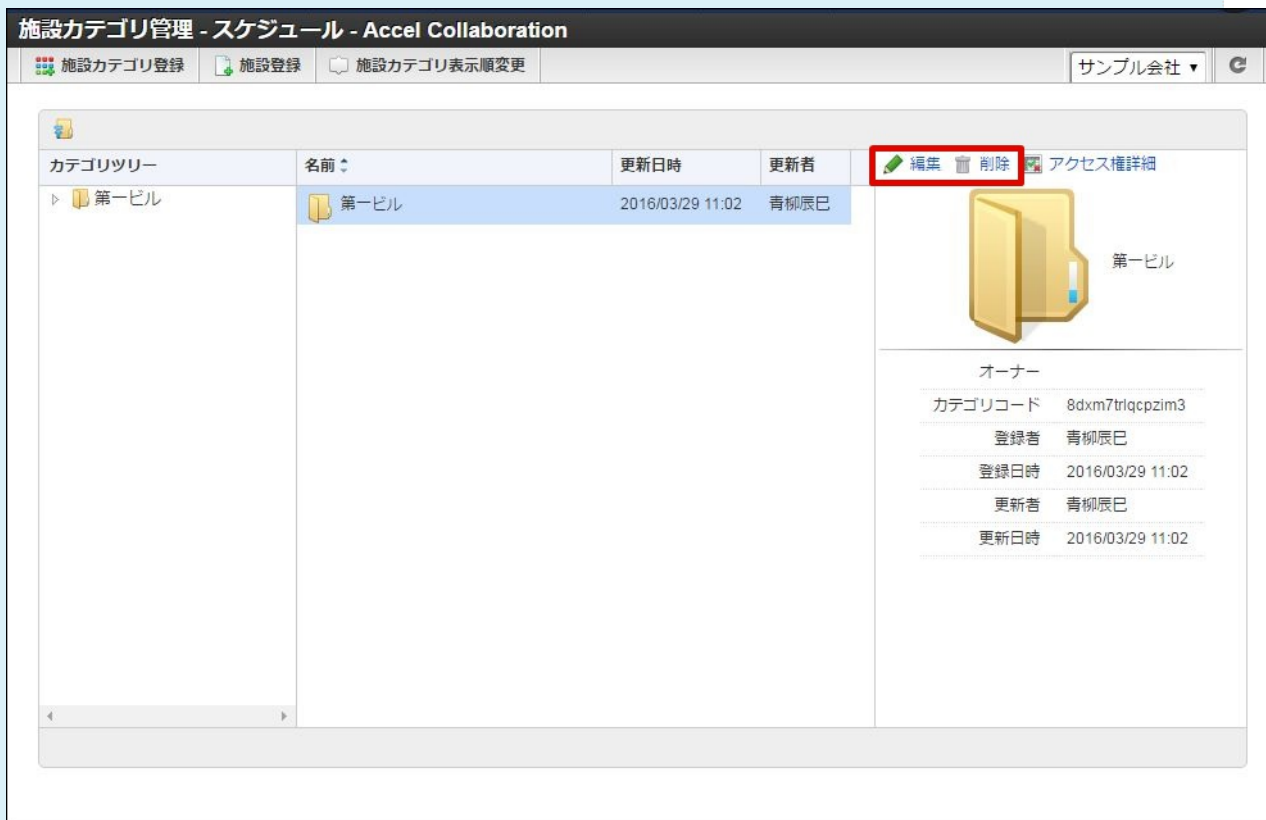 施設カテゴリ管理 - スケジュール - Accel Collaboration
施設カテゴリ登録 施設登録 施設カテゴリ表示順変更 サンプル会社
カテゴリツリー 名前 更新日時 更新者 編集 削除 アクセス権詳細
第一ビル 第一ビル 2016/03/29 11:02 青柳辰巳
第一ビル
オーナー
カテゴリコード 8dxm7trlqcpzim3
登録者 青柳辰巳
登録日時 2016/03/29 11:02
更新者 青柳辰巳
更新日時 2016/03/29 11:02